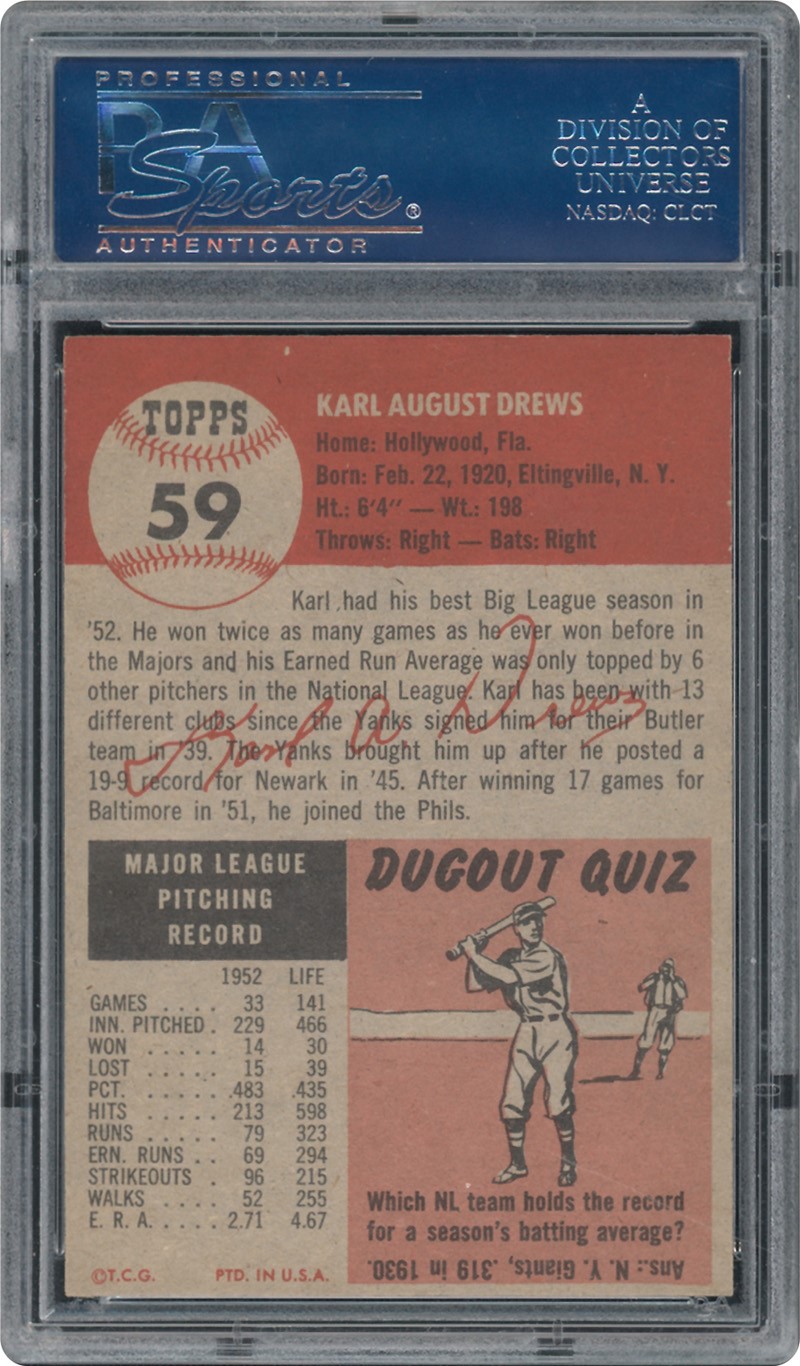 PROFESSIONAL
PSA
Sports®
AUTHENTICATOR
A
DIVISION OF
COLLECTORS
UNIVERSE
NASDAQ: CLCT
TOPPS
59
KARL AUGUST DREWS
Home: Hollywood, Fla.
Born: Feb. 22, 1920, Eltingville, N. Y.
Ht.: 6'4" — Wt.: 198
Throws: Right — Bats: Right
Karl had his best Big League season in
'52. He won twice as many games as he ever won before in
the Majors and his Earned Run Average was only topped by 6
other pitchers in the National League. Karl has been with 13
different clubs since the Yanks signed him for their Butler
team in '39. The Yanks brought him up after he posted a
19-9 record for Newark in '45. After winning 17 games for
Baltimore in '51, he joined the Phils.
Karl A. Drews
MAJOR LEAGUE
PITCHING
RECORD
1952 LIFE
GAMES . . . . 33 141
INN. PITCHED . 229 466
WON . . . . . 14 30
LOST . . . . . 15 39
PCT. . . . . . .483 .435
HITS . . . . . 213 598
RUNS . . . . . 79 323
ERN. RUNS . . 69 294
STRIKEOUTS . 96 215
WALKS . . . . 52 255
E. R. A. . . . . 2.71 4.67
©T.C.G. PTD. IN U.S.A.
DUGOUT QUIZ
Which NL team holds the record
for a season's batting average?
Ans.: N. Y. Giants, .319 in 1930.